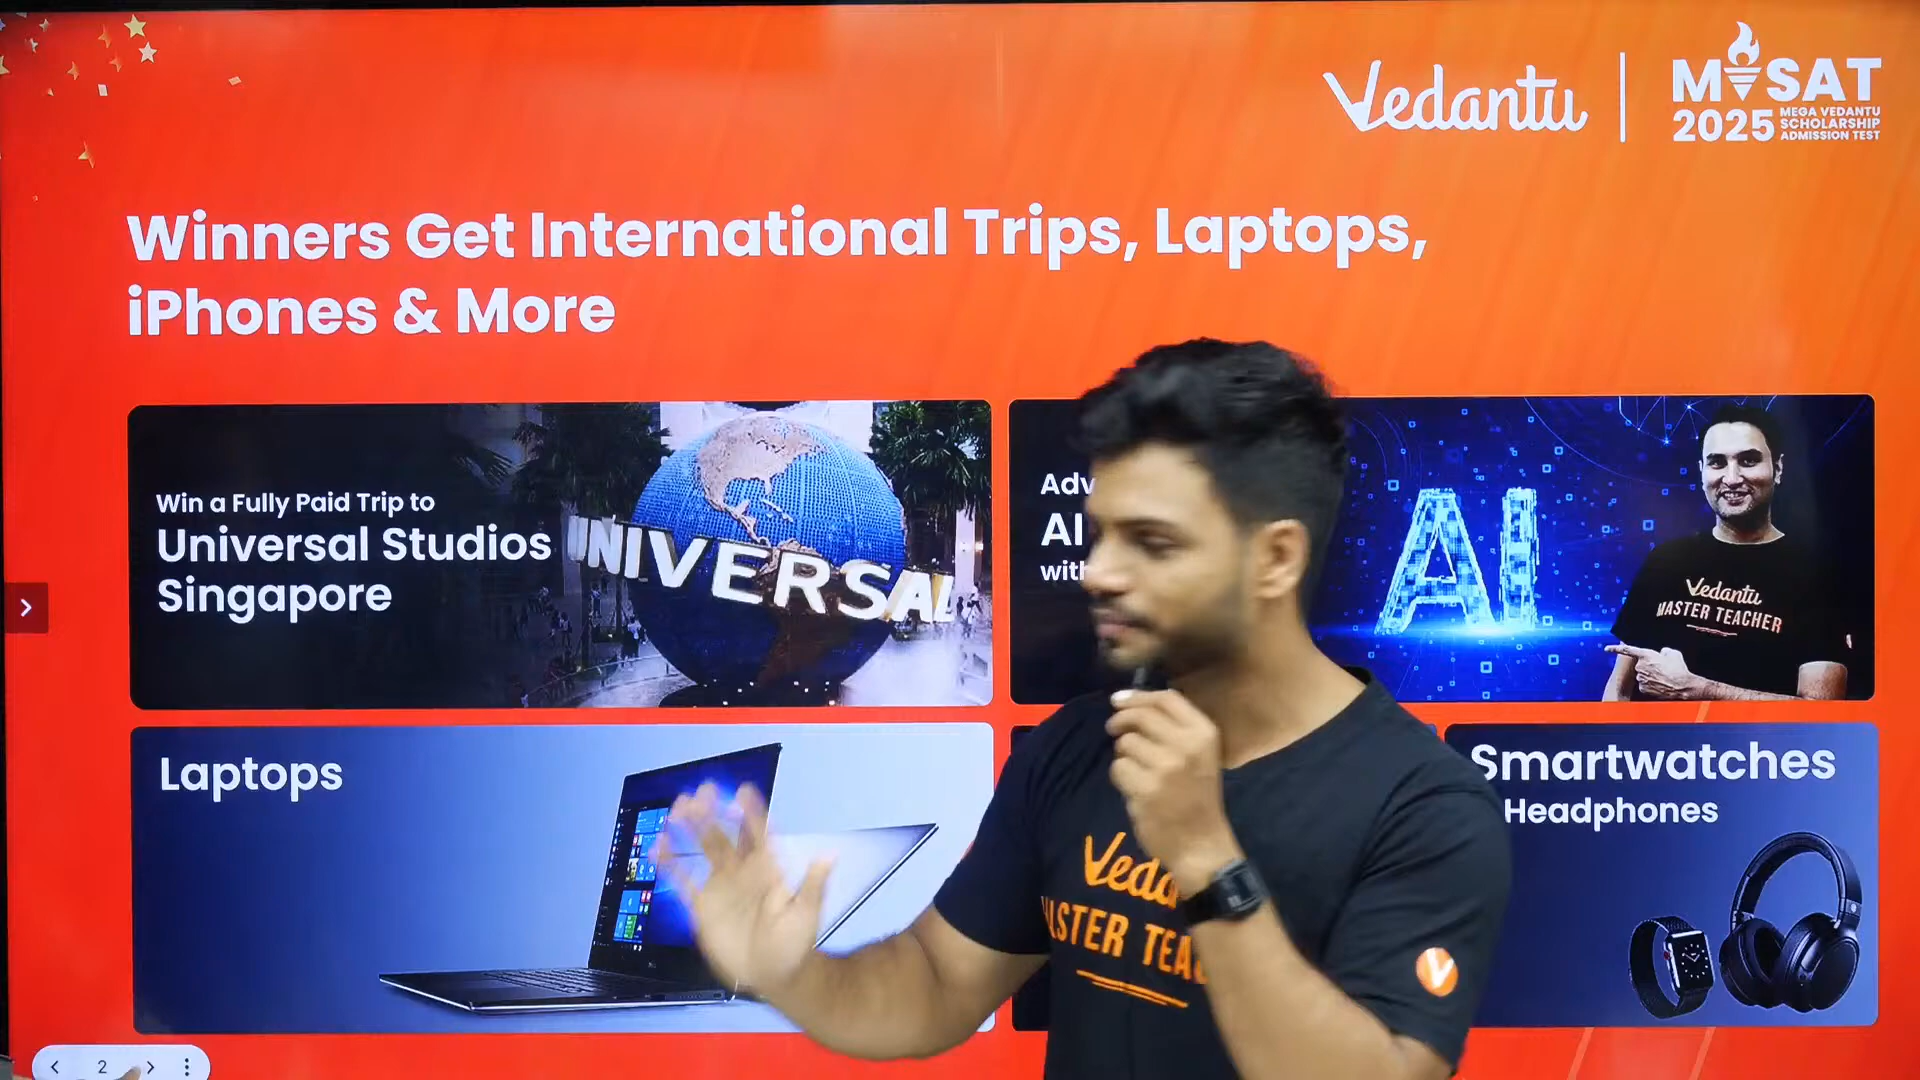 Vedantu
MVSAT
2025
MEGA VEDANTU
SCHOLARSHIP
ADMISSION TEST
Winners Get International Trips, Laptops,
iPhones & More
Win a Fully Paid Trip to
Universal Studios
Singapore
UNIVERSAL
AI
AI
Vedantu
MASTER TEACHER
Laptops
Smartwatches
Headphones
V
2